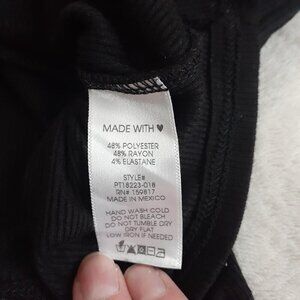 MADE WITH ♥
48% POLYESTER
48% RAYON
4% ELASTANE
STYLE#
PT18223-018
RN# 159817
MADE IN MEXICO
HAND WASH COLD
DO NOT BLEACH
DO NOT TUMBLE DRY
DRY FLAT
LOW IRON IF NEEDED